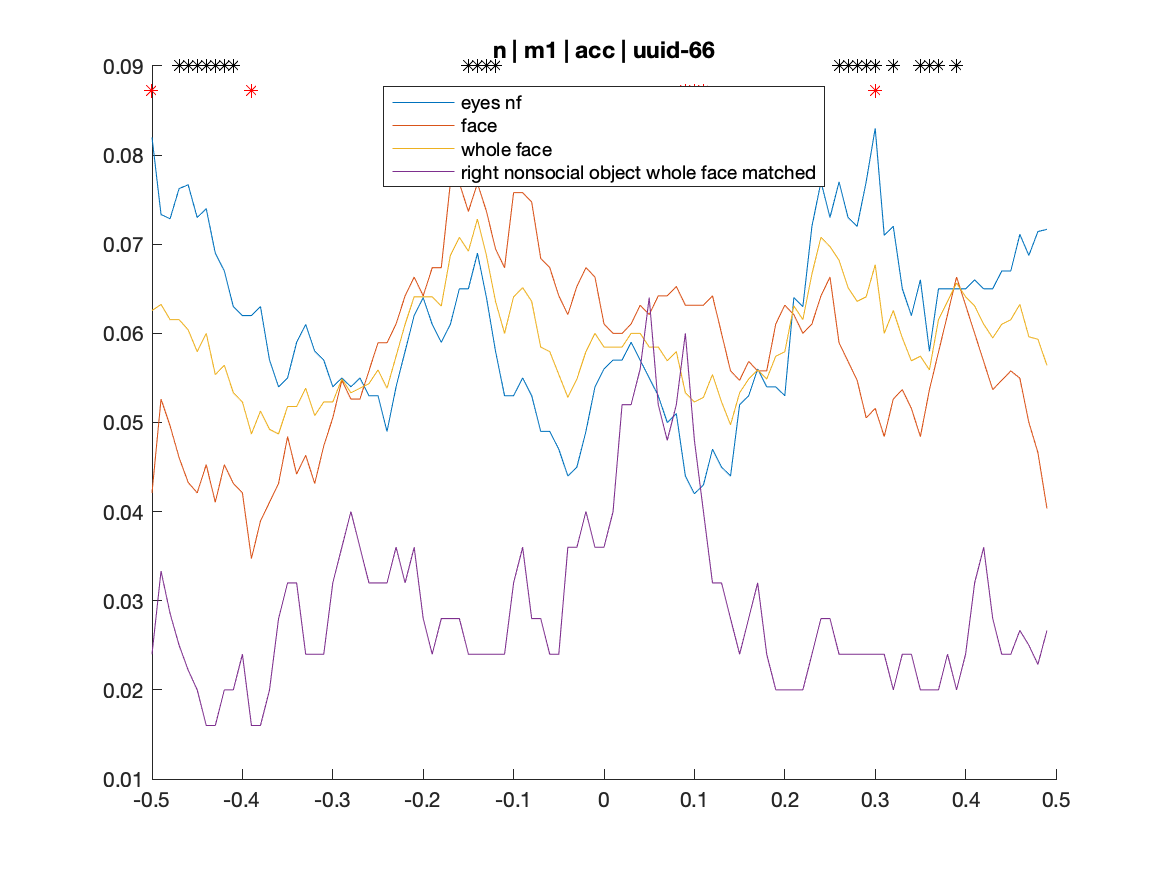 n | m1 | acc | uuid-66
0.09
eyes nf
face
whole face
right nonsocial object whole face matched
0.08
0.07
0.06
0.05
0.04
0.03
0.02
0.01
-0.5 -0.4 -0.3 -0.2 -0.1 0 0.1 0.2 0.3 0.4 0.5